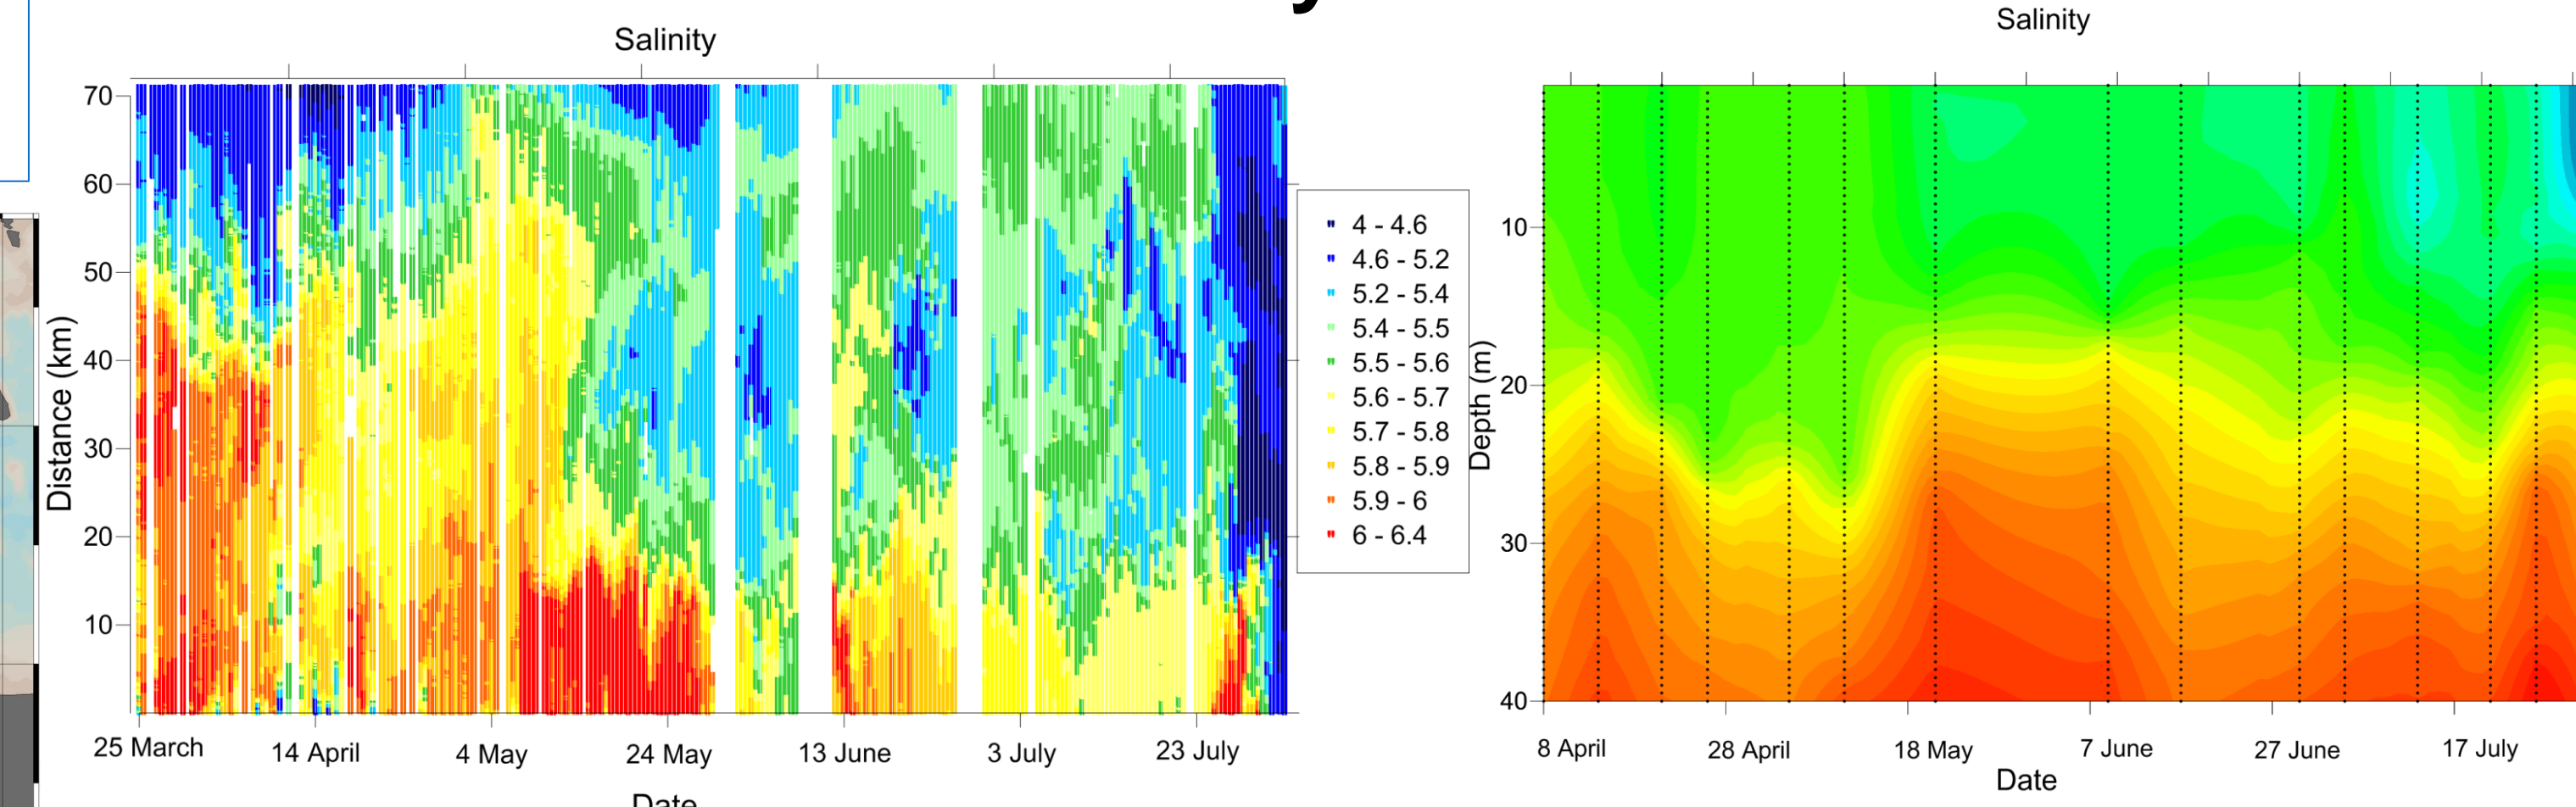 Salinity
70
60
50
40
30
20
10
Distance (km)
25 March
14 April
4 May
24 May
13 June
3 July
23 July
Date
4 - 4.6
4.6 - 5.2
5.2 - 5.4
5.4 - 5.5
5.5 - 5.6
5.6 - 5.7
5.7 - 5.8
5.8 - 5.9
5.9 - 6
6 - 6.4
Salinity
10
20
30
40
Depth (m)
8 April
28 April
18 May
7 June
27 June
17 July
Date